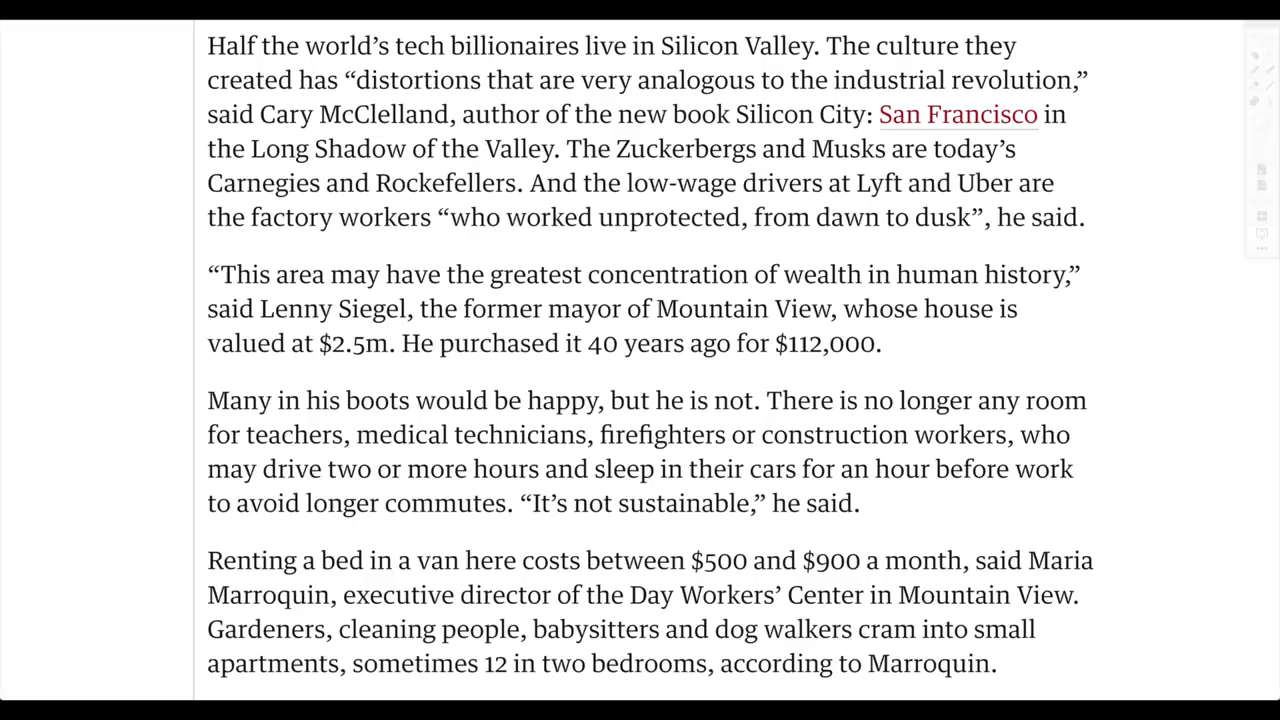 Half the world’s tech billionaires live in Silicon Valley. The culture they
created has “distortions that are very analogous to the industrial revolution,”
said Cary McClelland, author of the new book Silicon City: San Francisco in
the Long Shadow of the Valley. The Zuckerbergs and Musks are today’s
Carnegies and Rockefellers. And the low-wage drivers at Lyft and Uber are
the factory workers “who worked unprotected, from dawn to dusk”, he said.
“This area may have the greatest concentration of wealth in human history,”
said Lenny Siegel, the former mayor of Mountain View, whose house is
valued at $2.5m. He purchased it 40 years ago for $112,000.
Many in his boots would be happy, but he is not. There is no longer any room
for teachers, medical technicians, firefighters or construction workers, who
may drive two or more hours and sleep in their cars for an hour before work
to avoid longer commutes. “It’s not sustainable,” he said.
Renting a bed in a van here costs between $500 and $900 a month, said Maria
Marroquin, executive director of the Day Workers’ Center in Mountain View.
Gardeners, cleaning people, babysitters and dog walkers cram into small
apartments, sometimes 12 in two bedrooms, according to Marroquin.